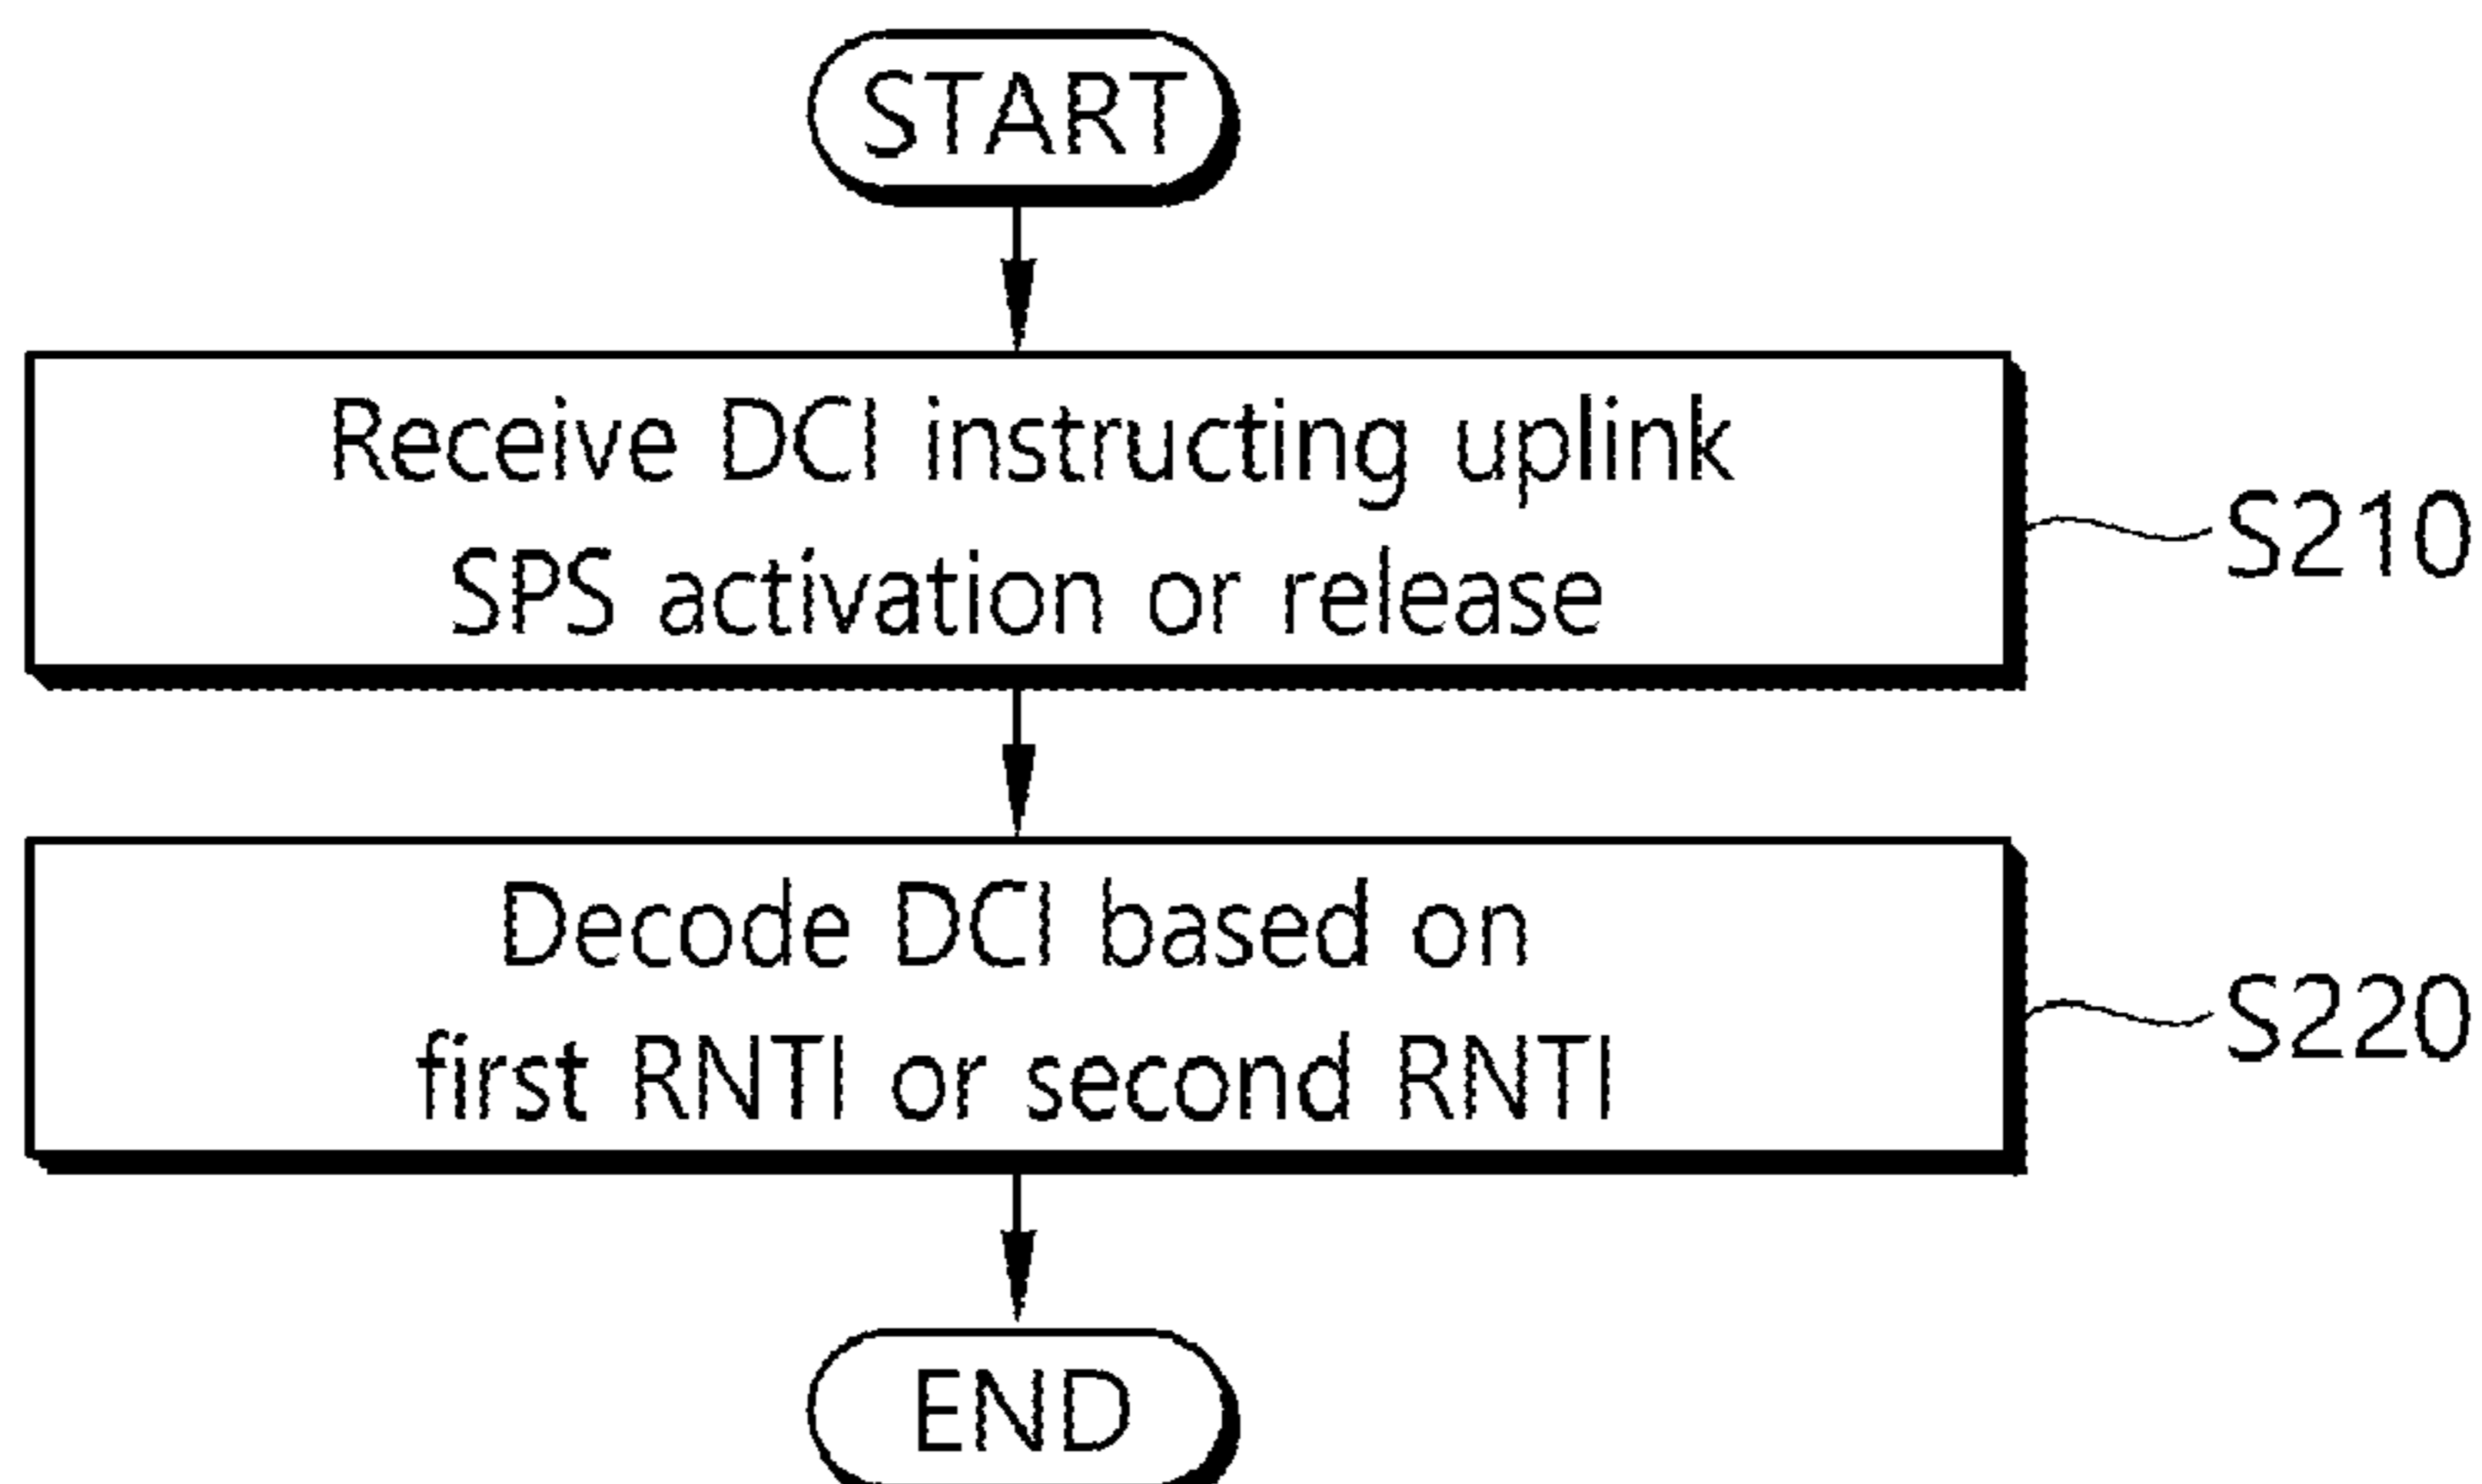 START
Receive DCI instructing uplink
SPS activation or release
S210
Decode DCI based on
first RNTI or second RNTI
S220
END